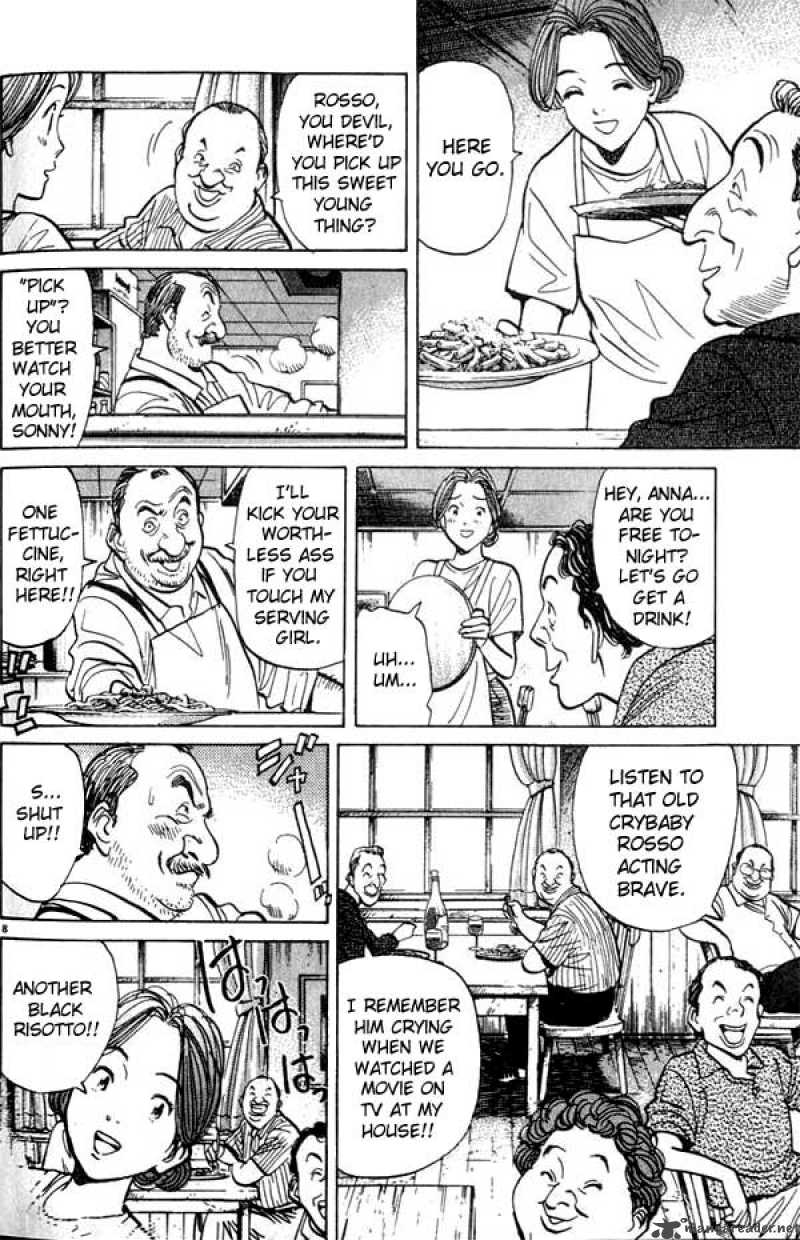 HERE
YOU GO.
ROSSO,
YOU DEVIL,
WHERE'D
YOU PICK UP
THIS SWEET
YOUNG
THING?
"PICK
UP"?
YOU
BETTER
WATCH
YOUR
MOUTH,
SONNY!
HEY, ANNA...
ARE YOU
FREE TO-
NIGHT?
LET'S GO
GET A
DRINK!
UH...
UM...
I'LL
KICK YOUR
WORTH-
LESS ASS
IF YOU
TOUCH MY
SERVING
GIRL.
ONE
FETTUC-
CINE,
RIGHT
HERE!!
LISTEN TO
THAT OLD
CRYBABY
ROSSO
ACTING
BRAVE.
I REMEMBER
HIM CRYING
WHEN WE
WATCHED A
MOVIE ON
TV AT MY
HOUSE!!
ジャー
S...
SHUT
UP!!
8
はっはっはっ
ANOTHER
BLACK
RISOTTO!!
mangareader.net